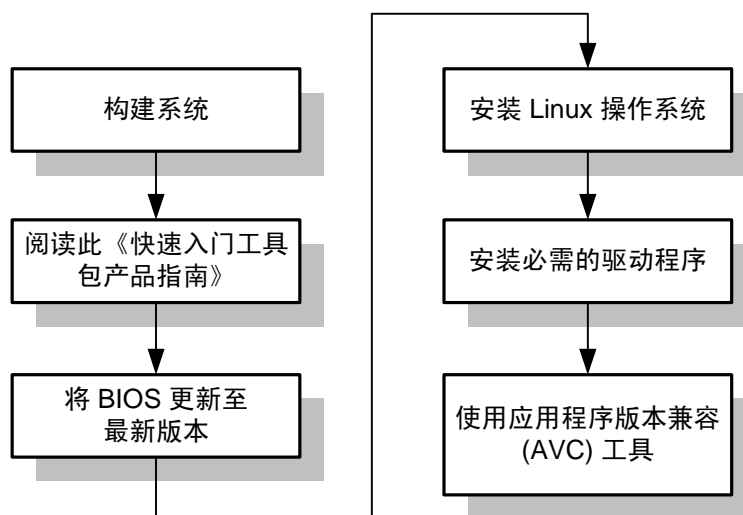 构建系统
阅读此《快速入门工具
包产品指南》
将 BIOS 更新至
最新版本
安装 Linux 操作系统
安装必需的驱动程序
使用应用程序版本兼容
(AVC) 工具